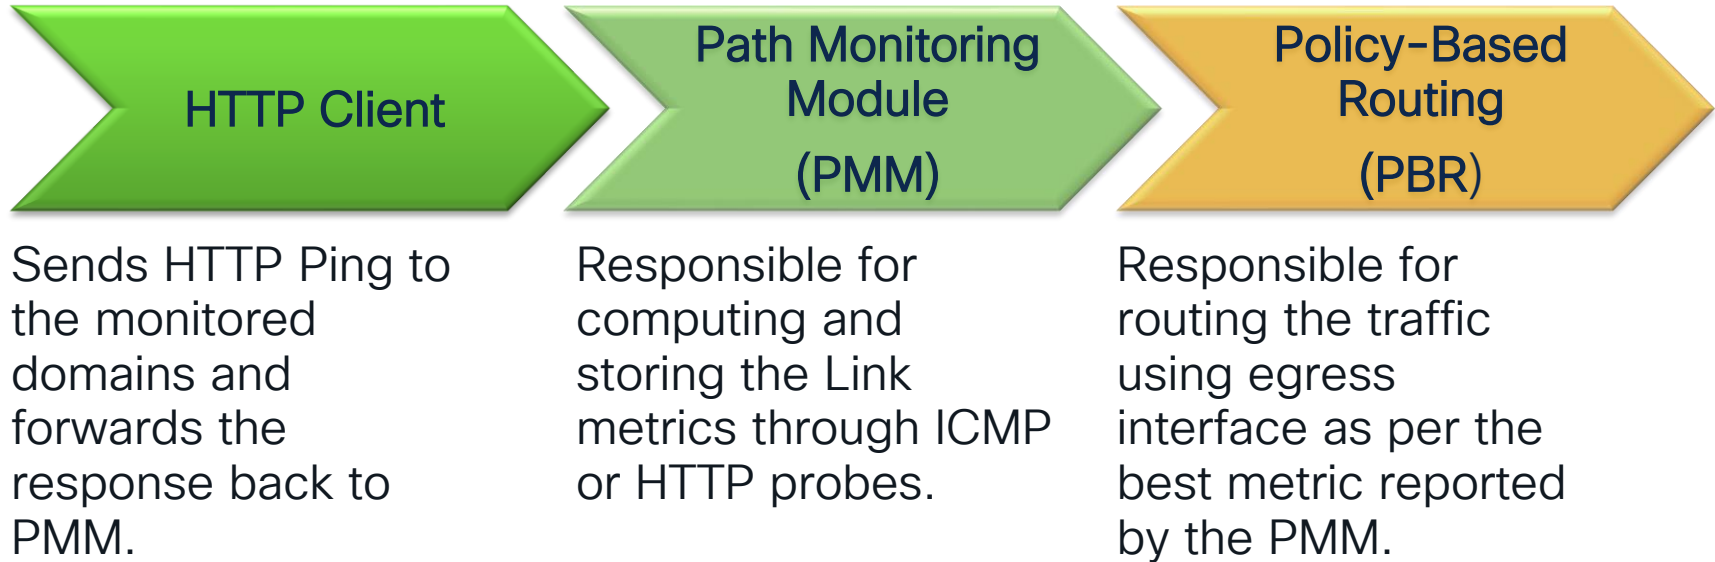 HTTP Client
Sends HTTP Ping to
the monitored
domains and
forwards the
response back to
PMM.
Path Monitoring
Module
(PMM)
Responsible for
computing and
storing the Link
metrics through ICMP
or HTTP probes.
Policy-Based
Routing
(PBR)
Responsible for
routing the traffic
using egress
interface as per the
best metric reported
by the PMM.